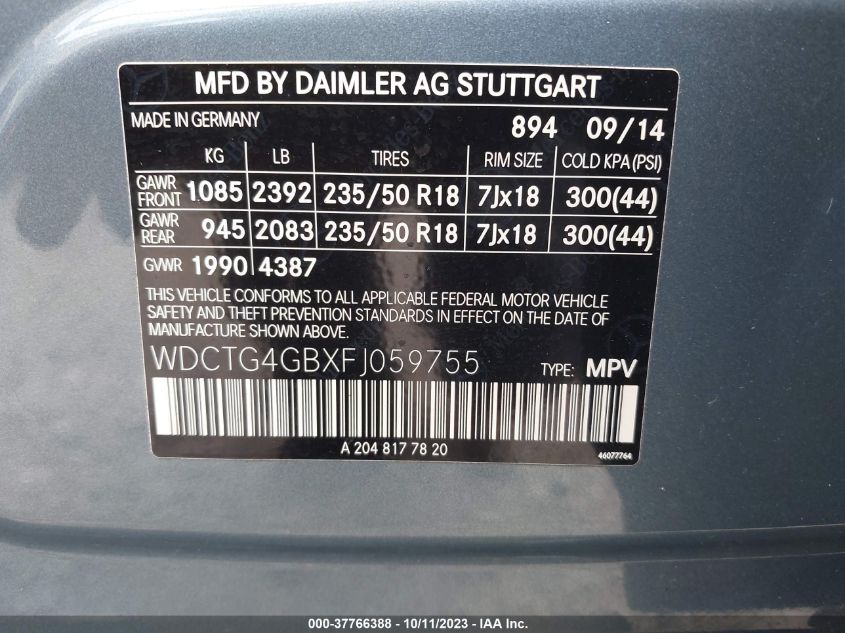 MFD BY DAIMLER AG STUTTGART
MADE IN GERMANY 894 09/14
KG LB TIRES RIM SIZE COLD KPA (PSI)
GAWR FRONT 1085 2392 235/50 R18 7Jx18 300(44)
GAWR REAR 945 2083 235/50 R18 7Jx18 300(44)
GVWR 1990 4387
THIS VEHICLE CONFORMS TO ALL APPLICABLE FEDERAL MOTOR VEHICLE
SAFETY AND THEFT PREVENTION STANDARDS IN EFFECT ON THE DATE OF
MANUFACTURE SHOWN ABOVE.
WDCTG4GBXFJ059755 TYPE: MPV
A 204 817 78 20 46077764
000-37766388 - 10/11/2023 - IAA Inc.